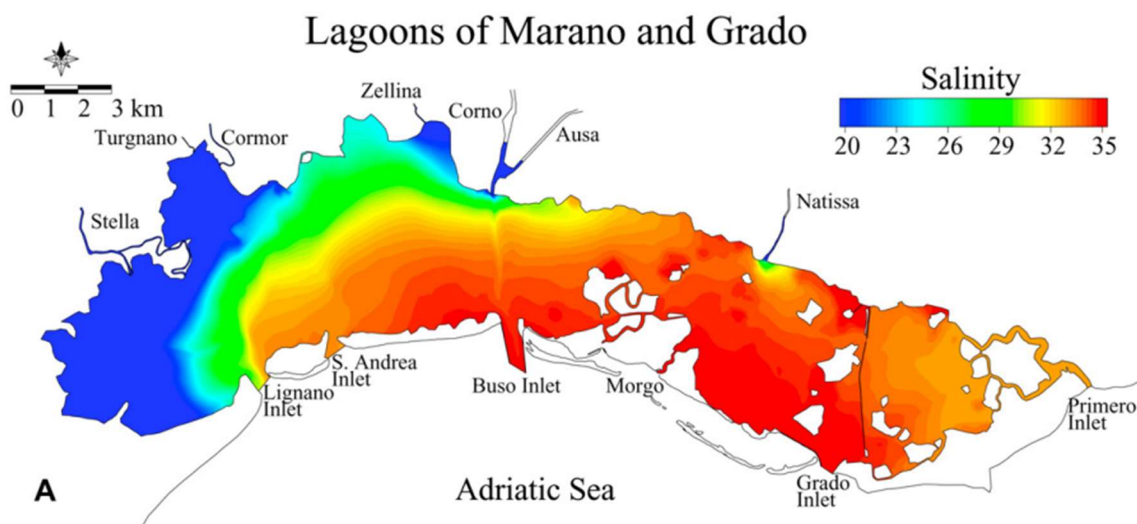 Lagoons of Marano and Grado
0 1 2 3 km
Salinity
20 23 26 29 32 35
Zellina
Corno
Ausa
Turgnano
Cormor
Stella
Natissa
S. Andrea
Inlet
Lignano
Inlet
Buso Inlet
Morgo
Primero
Inlet
Grado
Inlet
A
Adriatic Sea